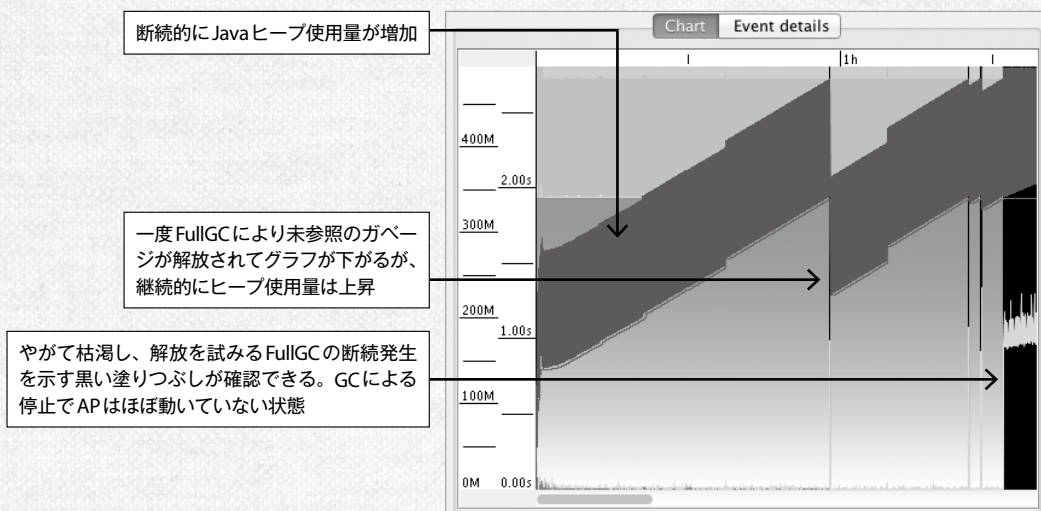 断続的にJavaヒープ使用量が増加
一度FullGCにより未参照のガベー
ジが解放されてグラフが下がるが、
継続的にヒープ使用量は上昇
やがて枯渇し、解放を試みるFullGCの断続発生
を示す黒い塗りつぶしが確認できる。GCによる
停止でAPはほぼ動いていない状態
Chart Event details
1h
400M
2.00s
300M
200M
1.00s
100M
0M 0.00s